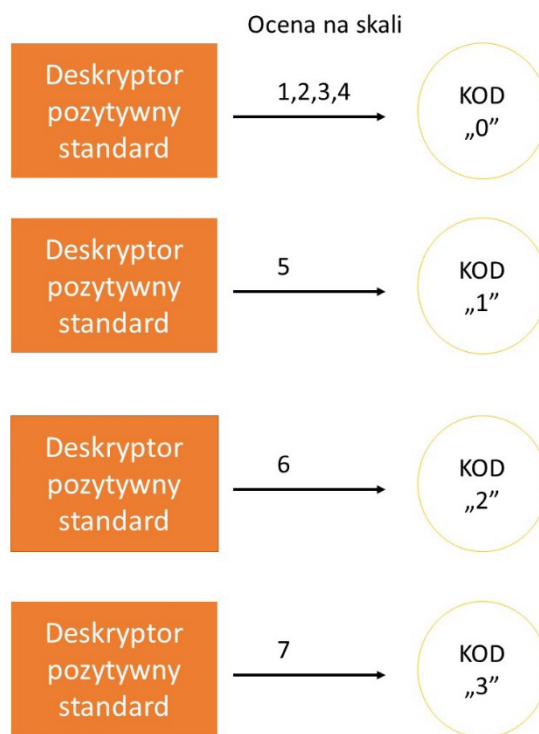 Ocena na skali
Deskryptor
pozytywny
standard
1,2,3,4
KOD
„0”
Deskryptor
pozytywny
standard
5
KOD
„1”
Deskryptor
pozytywny
standard
6
KOD
„2”
Deskryptor
pozytywny
standard
7
KOD
„3”